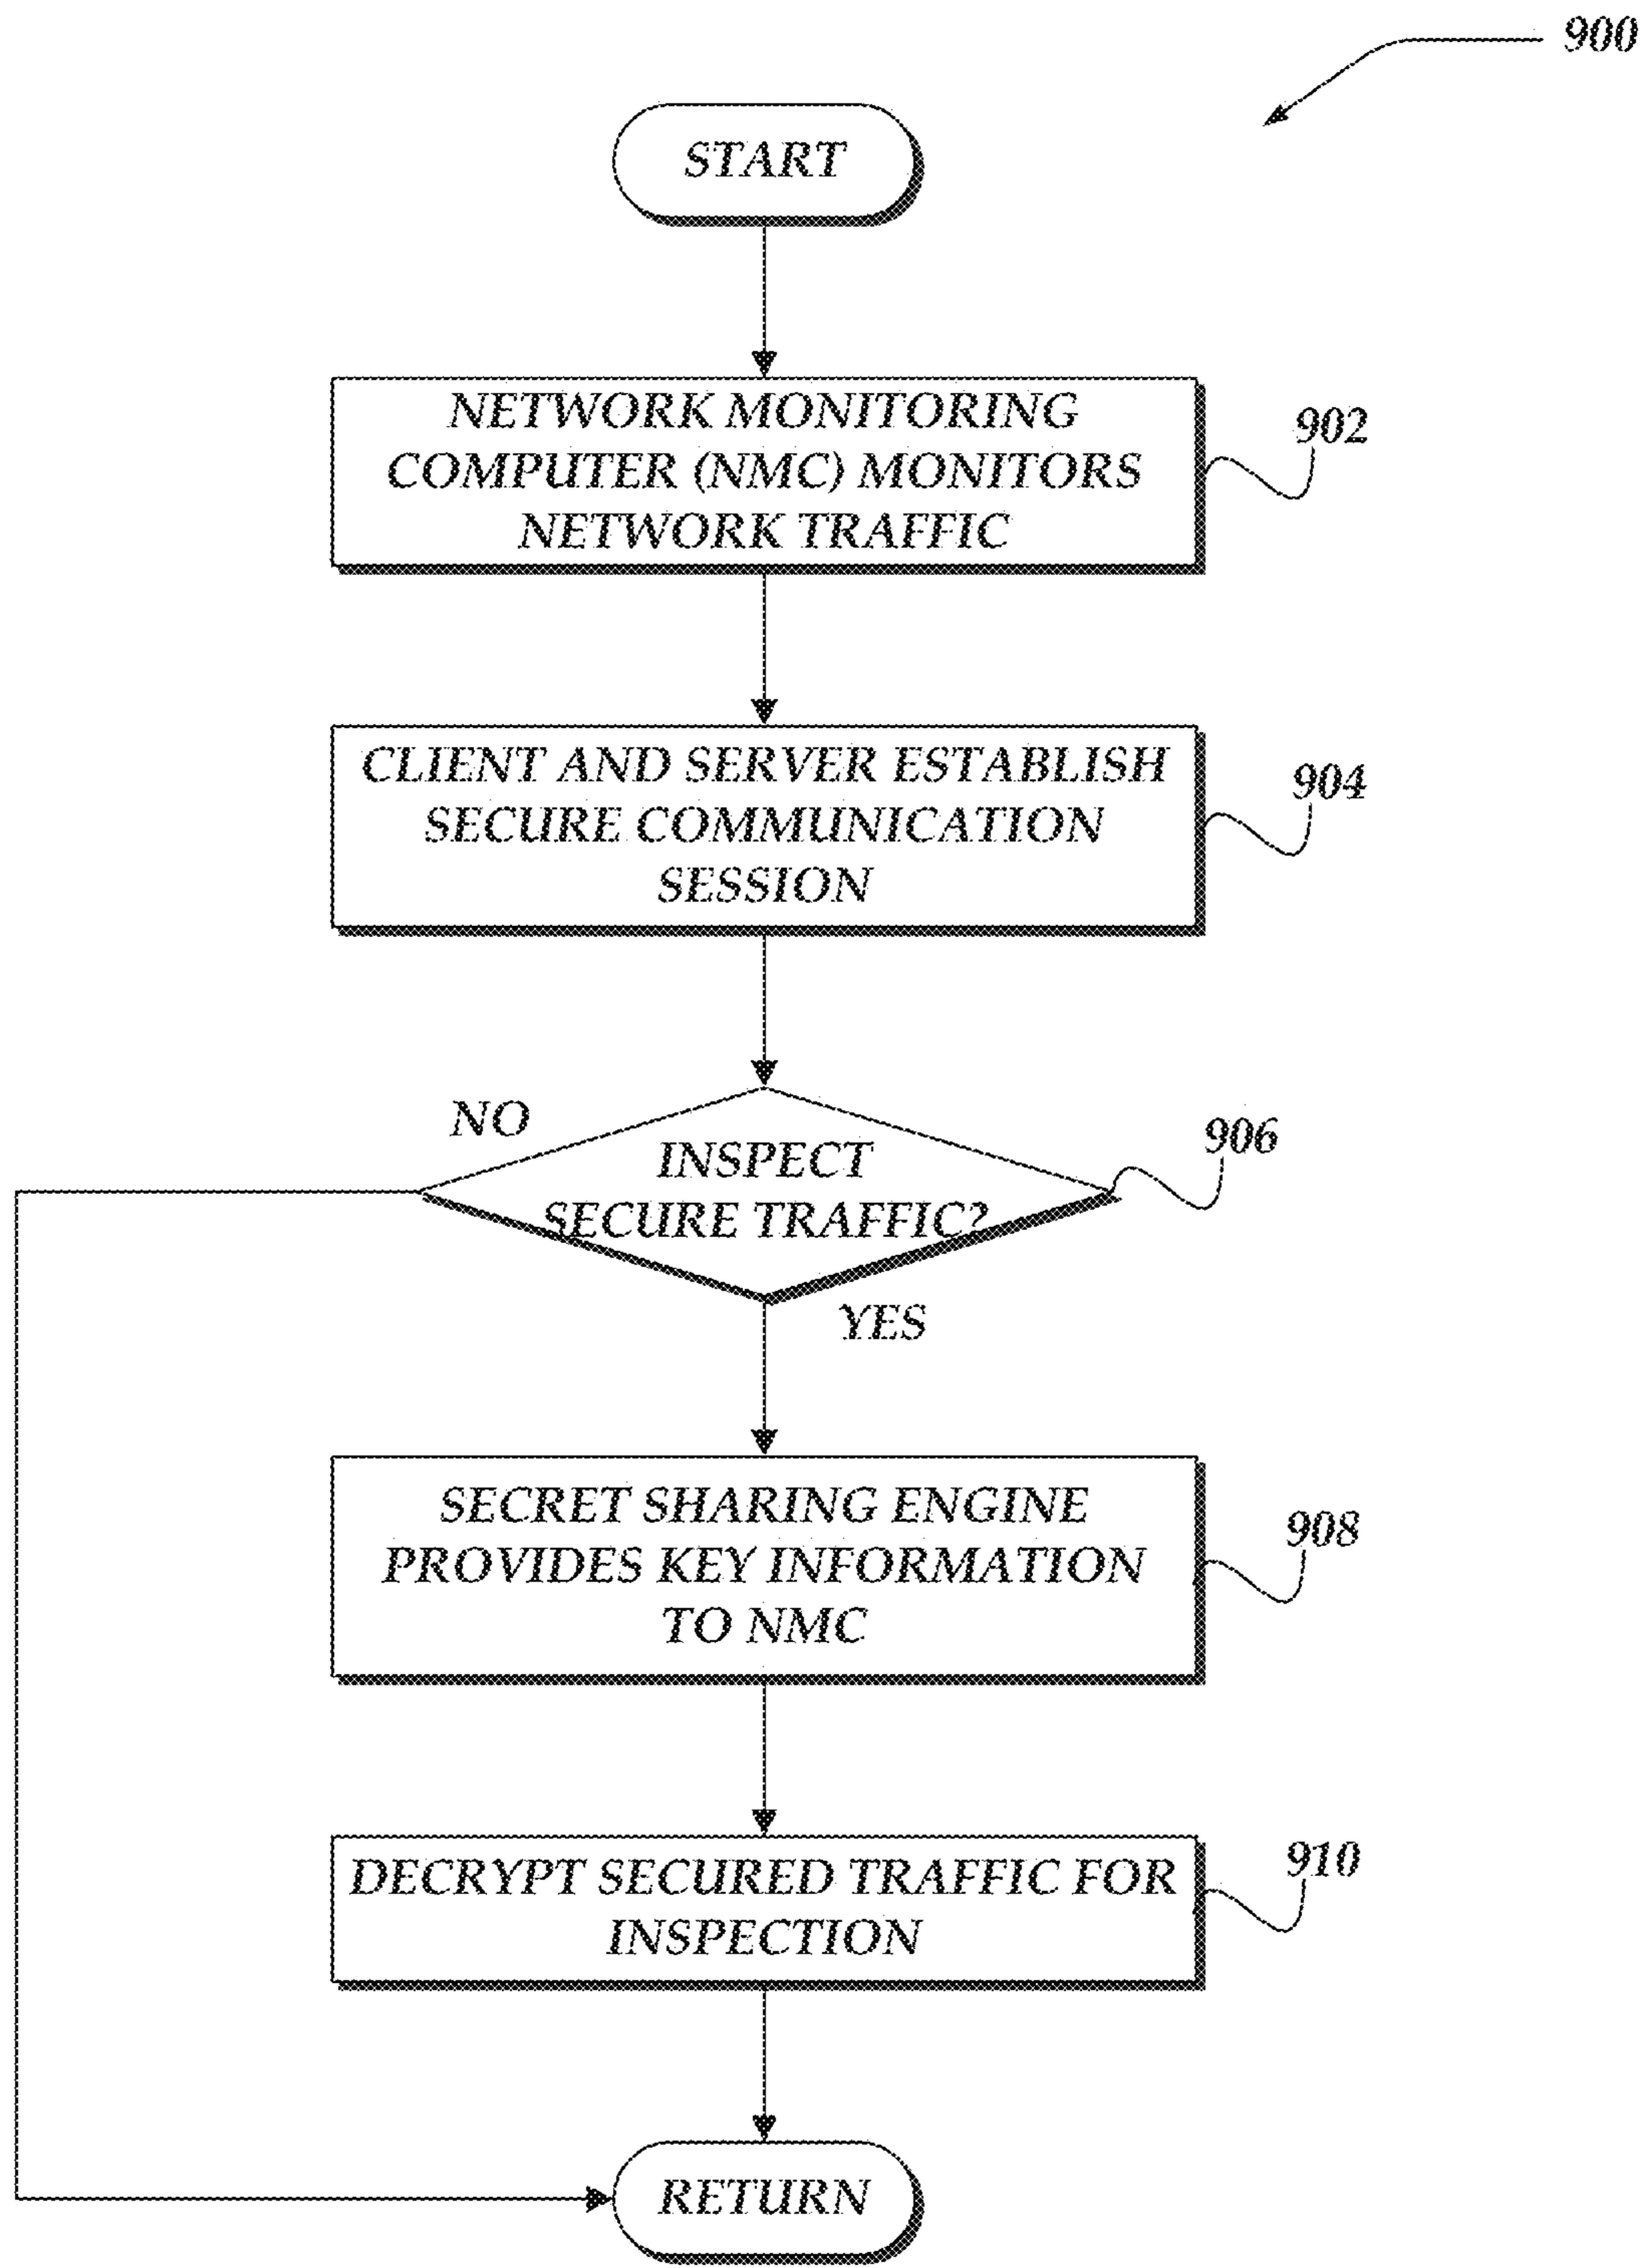 900
START
NETWORK MONITORING
COMPUTER (NMC) MONITORS
NETWORK TRAFFIC
902
CLIENT AND SERVER ESTABLISH
SECURE COMMUNICATION
SESSION
904
NO
INSPECT
SECURE TRAFFIC?
906
YES
SECRET SHARING ENGINE
PROVIDES KEY INFORMATION
TO NMC
908
DECRYPT SECURED TRAFFIC FOR
INSPECTION
910
RETURN